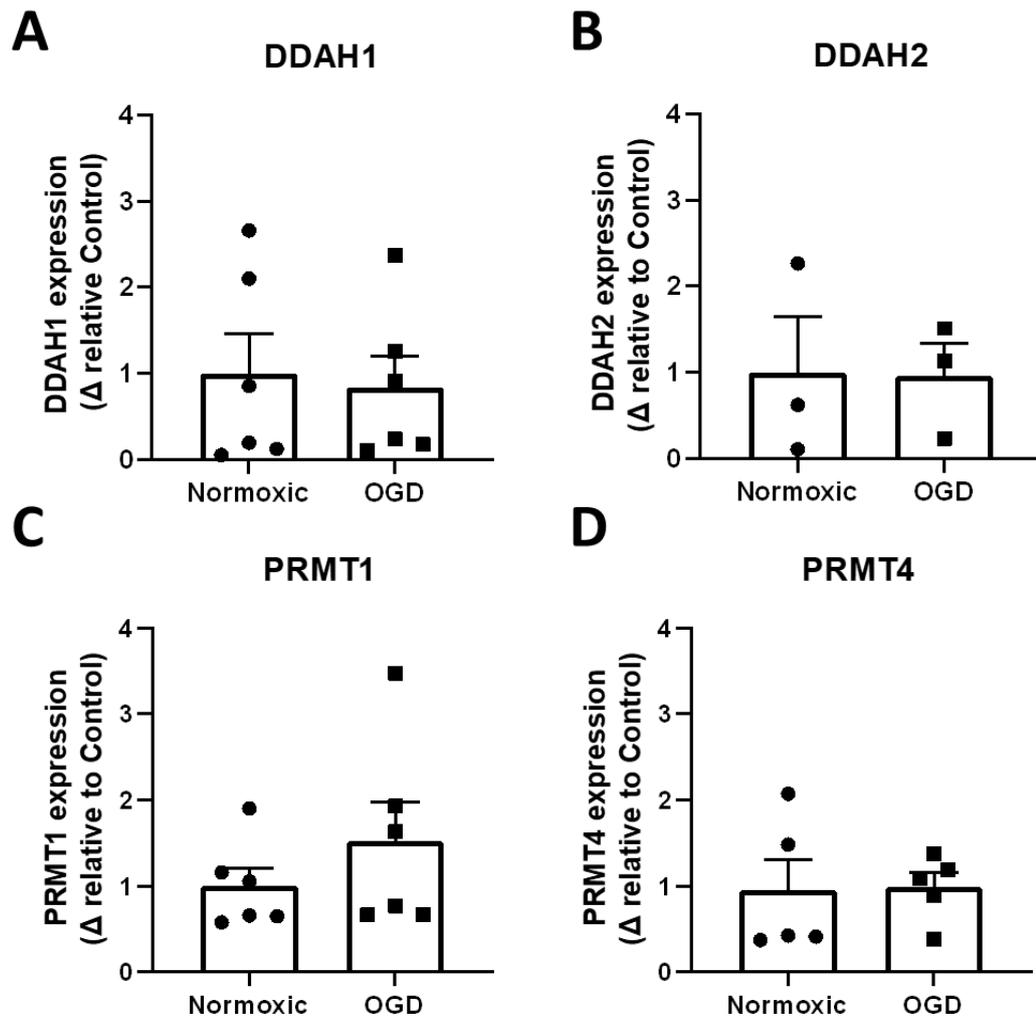 A
DDAH1
DDAH1 expression
(Δ relative Control)
4
3
2
1
0
Normoxic
OGD
B
DDAH2
DDAH2 expression
(Δ relative to Control)
4
3
2
1
0
Normoxic
OGD
C
PRMT1
PRMT1 expression
(Δ relative to Control)
4
3
2
1
0
Normoxic
OGD
D
PRMT4
PRMT4 expression
(Δ relative to Control)
4
3
2
1
0
Normoxic
OGD